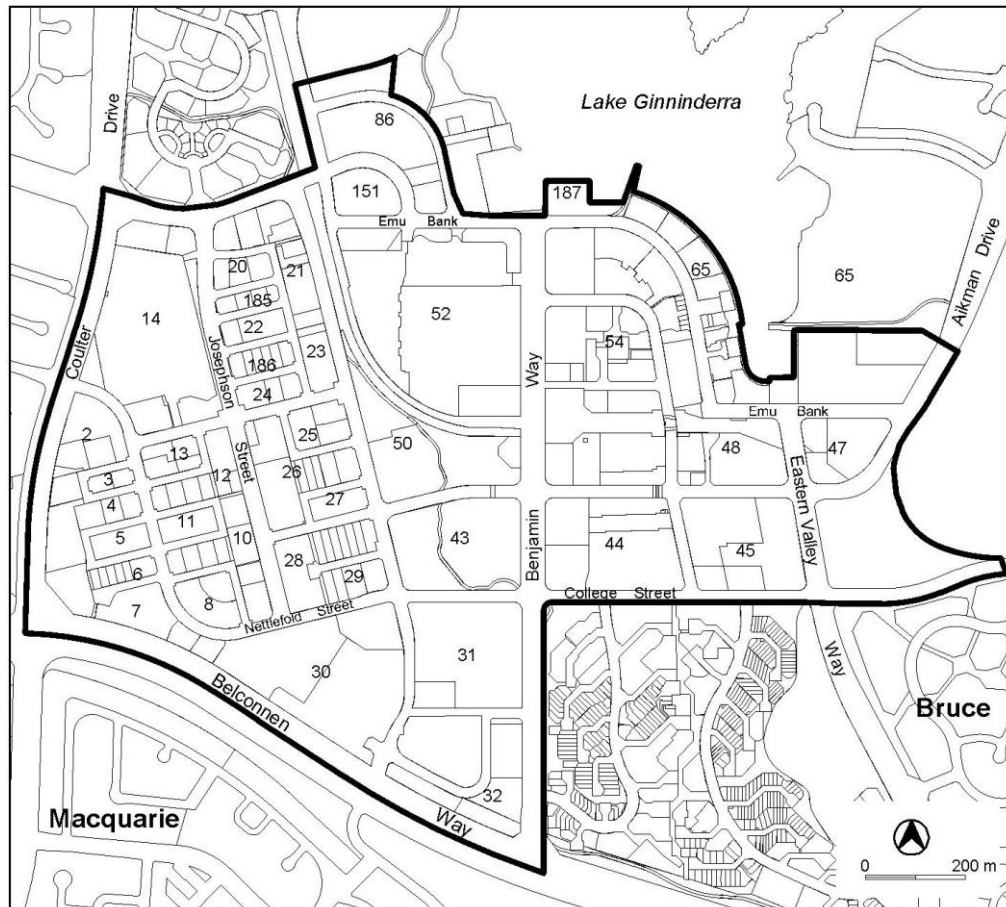 Lake Ginninderra
86
Drive
151
187
Emu Bank
20
21
65
65
Aikman Drive
185
14
52
22
Coulter
Josephson
23
54
Way
186
24
Emu Bank
2
25
50
48
47
13
Street
26
3
12
Eastern Valley
4
27
11
5
10
43
Benjamin
44
45
28
6
29
8
7
College Street
Nettlefold Street
31
30
Way
Belconnen
Bruce
32
Way
Macquarie
0 200 m